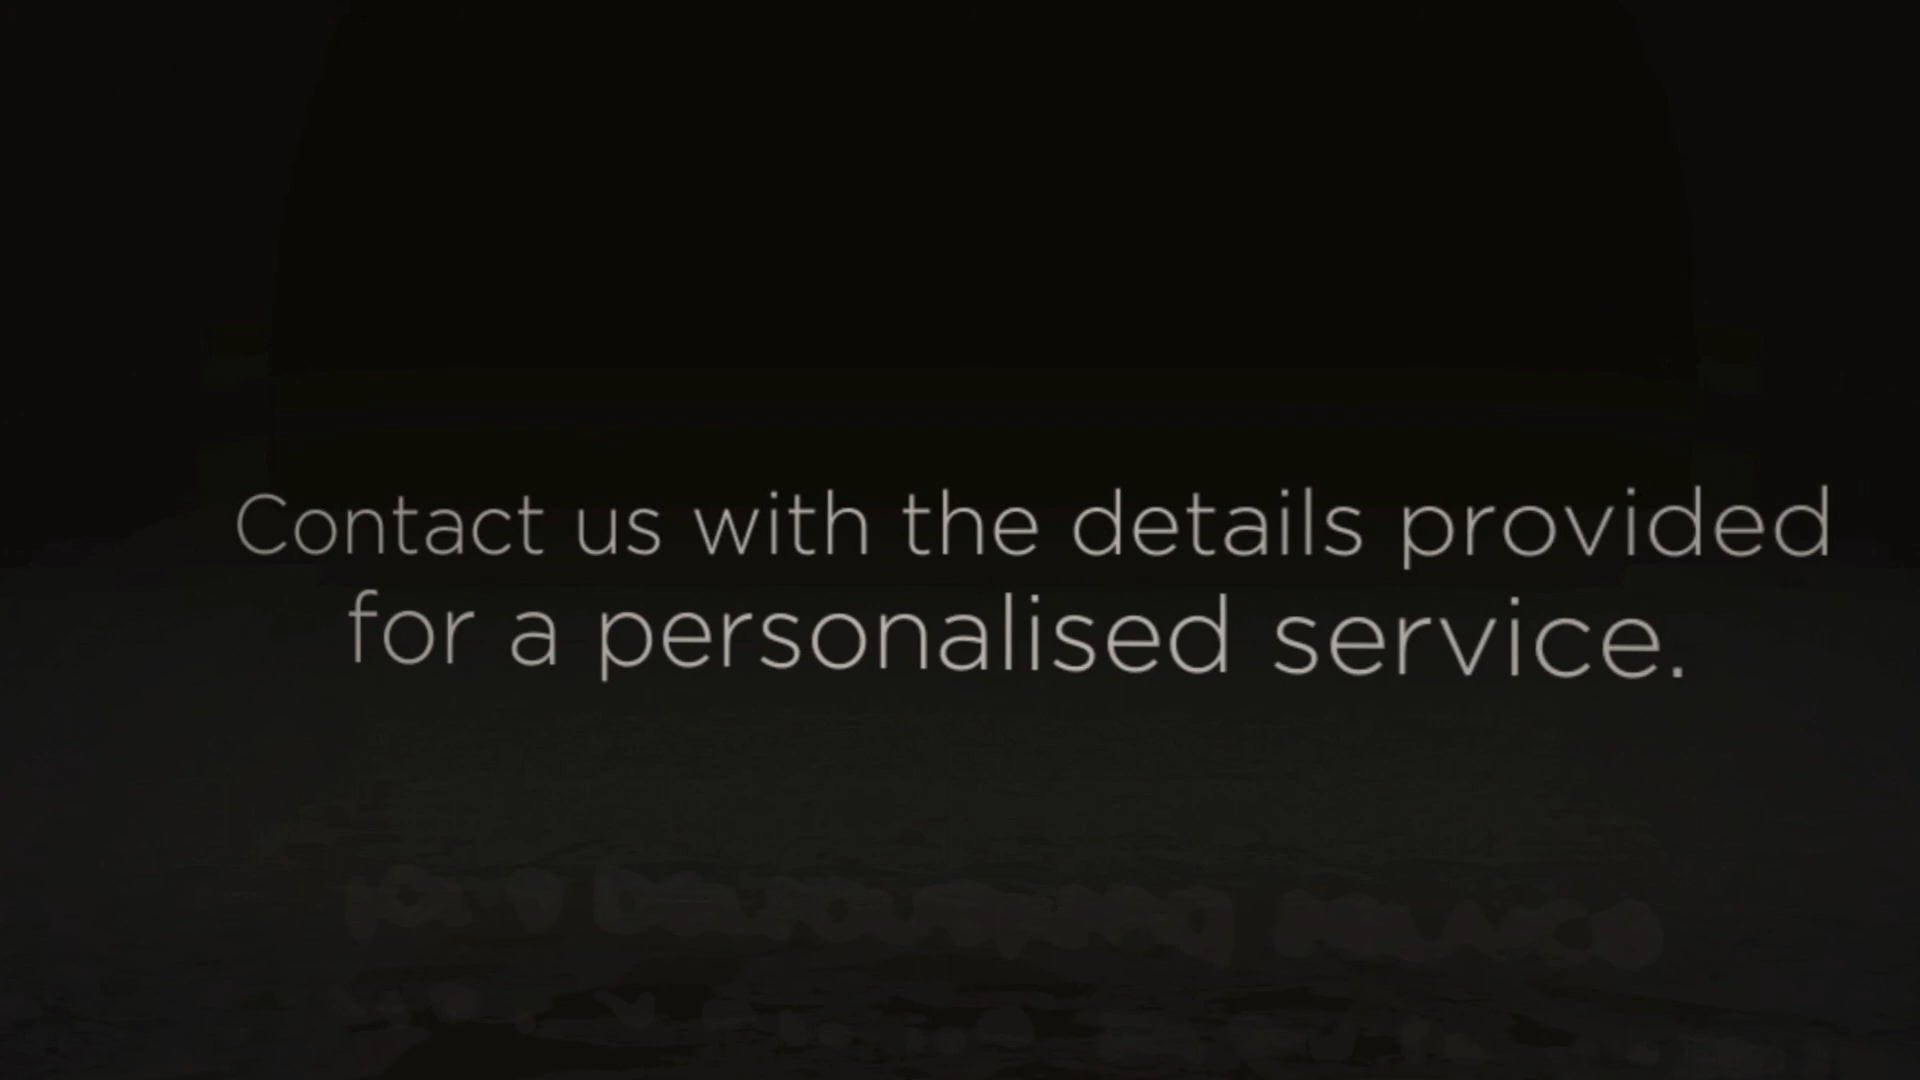 Contact us with the details provided
for a personalised service.